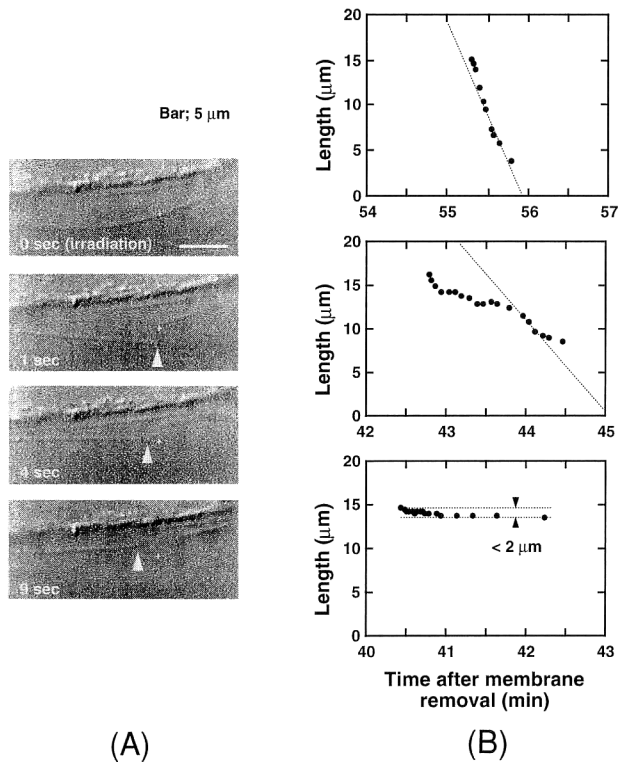 Bar; 5 μm
0 sec (irradiation)
1 sec
4 sec
9 sec
(A)
20
15
10
5
0
Length (μm)
54 55 56 57
20
15
10
5
0
Length (μm)
42 43 44 45
20
15
10
5
0
Length (μm)
< 2 μm
40 41 42 43
Time after membrane
removal (min)
(B)